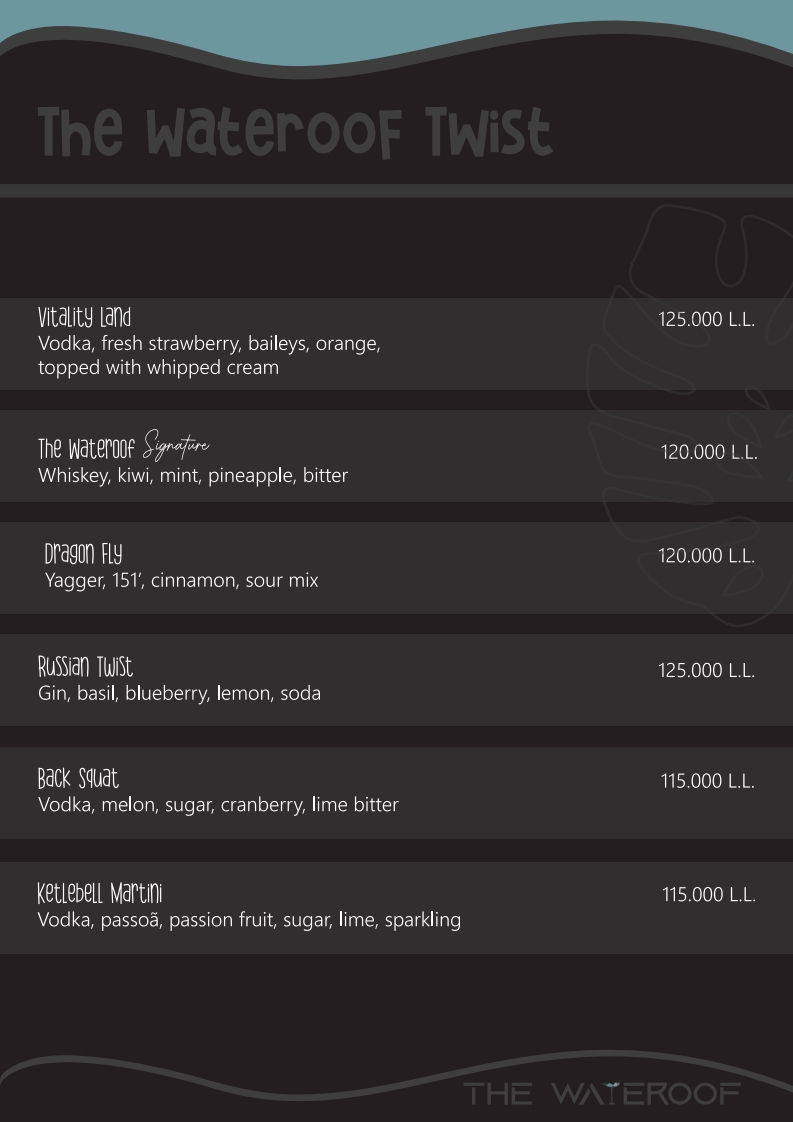 The Wateroof Twist
Vitality Land
125.000 L.L.
Vodka, fresh strawberry, baileys, orange,
topped with whipped cream
The Wateroof Signature
120.000 L.L.
Whiskey, kiwi, mint, pineapple, bitter
Dragon Fly
120.000 L.L.
Yagger, 151', cinnamon, sour mix
Russian Twist
125.000 L.L.
Gin, basil, blueberry, lemon, soda
Back Squat
115.000 L.L.
Vodka, melon, sugar, cranberry, lime bitter
Ketlebell Martini
115.000 L.L.
Vodka, passoã, passion fruit, sugar, lime, sparkling
THE WATEROOF